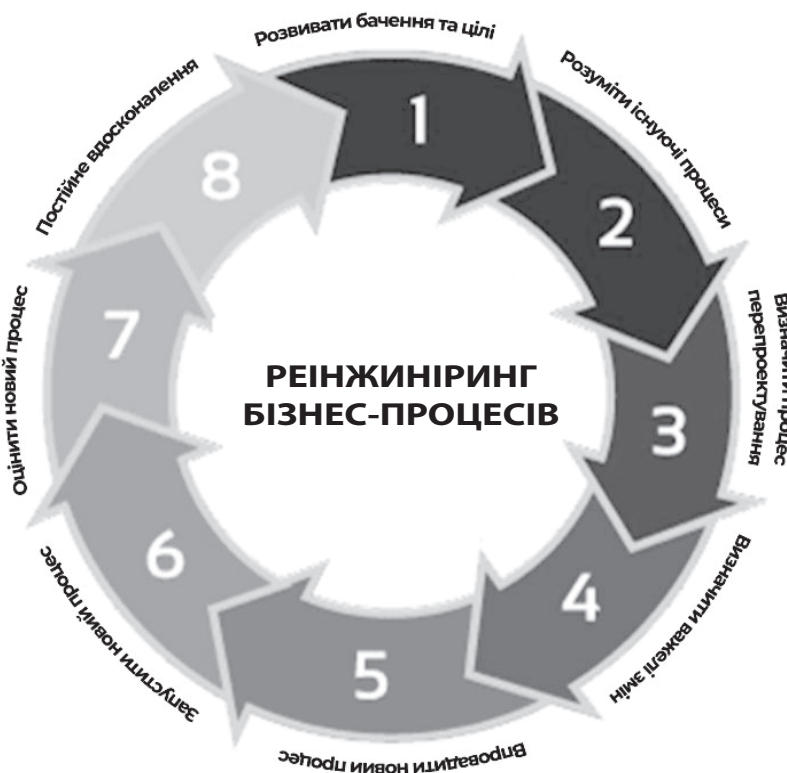 РЕІНЖИНІРИНГ
БІЗНЕС-ПРОЦЕСІВ
1
Розвивати бачення та цілі
2
Розуміти існуючі процеси
3
Визначити процес
перепроектування
4
Визначити важелі змін
5
Впровадити новий процес
6
Запустити новий процес
7
Оцінити новий процес
8
Постійне вдосконалення